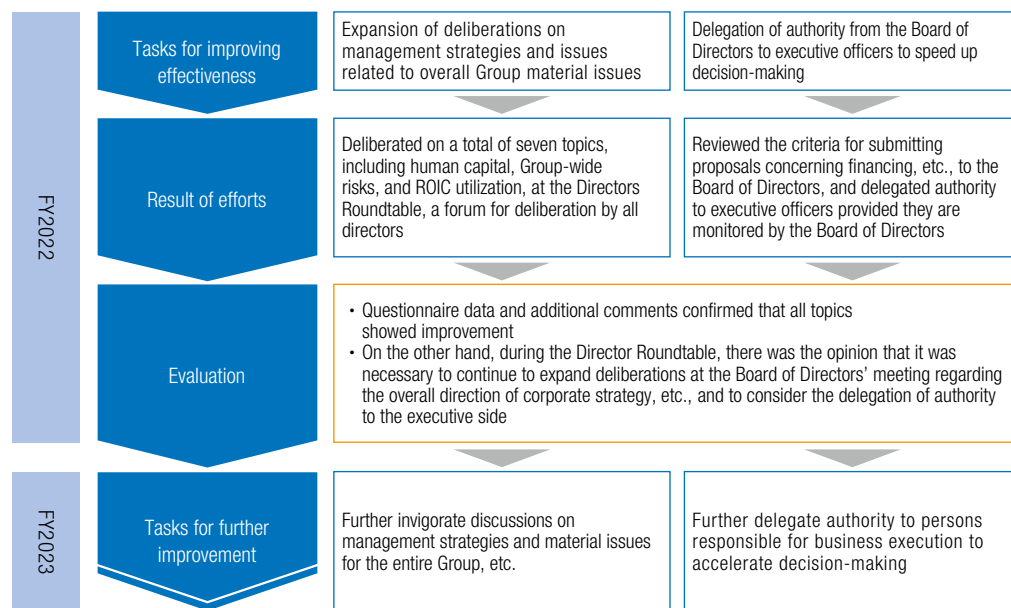 FY2022
Tasks for improving
effectiveness
Expansion of deliberations on
management strategies and issues
related to overall Group material issues
Delegation of authority from the Board of
Directors to executive officers to speed up
decision-making
Result of efforts
Deliberated on a total of seven topics,
including human capital, Group-wide
risks, and ROIC utilization, at the Directors
Roundtable, a forum for deliberation by all
directors
Reviewed the criteria for submitting
proposals concerning financing, etc., to the
Board of Directors, and delegated authority
to executive officers provided they are
monitored by the Board of Directors
Evaluation
• Questionnaire data and additional comments confirmed that all topics
showed improvement
• On the other hand, during the Director Roundtable, there was the opinion that it was
necessary to continue to expand deliberations at the Board of Directors’ meeting regarding
the overall direction of corporate strategy, etc., and to consider the delegation of authority
to the executive side
FY2023
Tasks for further
improvement
Further invigorate discussions on
management strategies and material issues
for the entire Group, etc.
Further delegate authority to persons
responsible for business execution to
accelerate decision-making